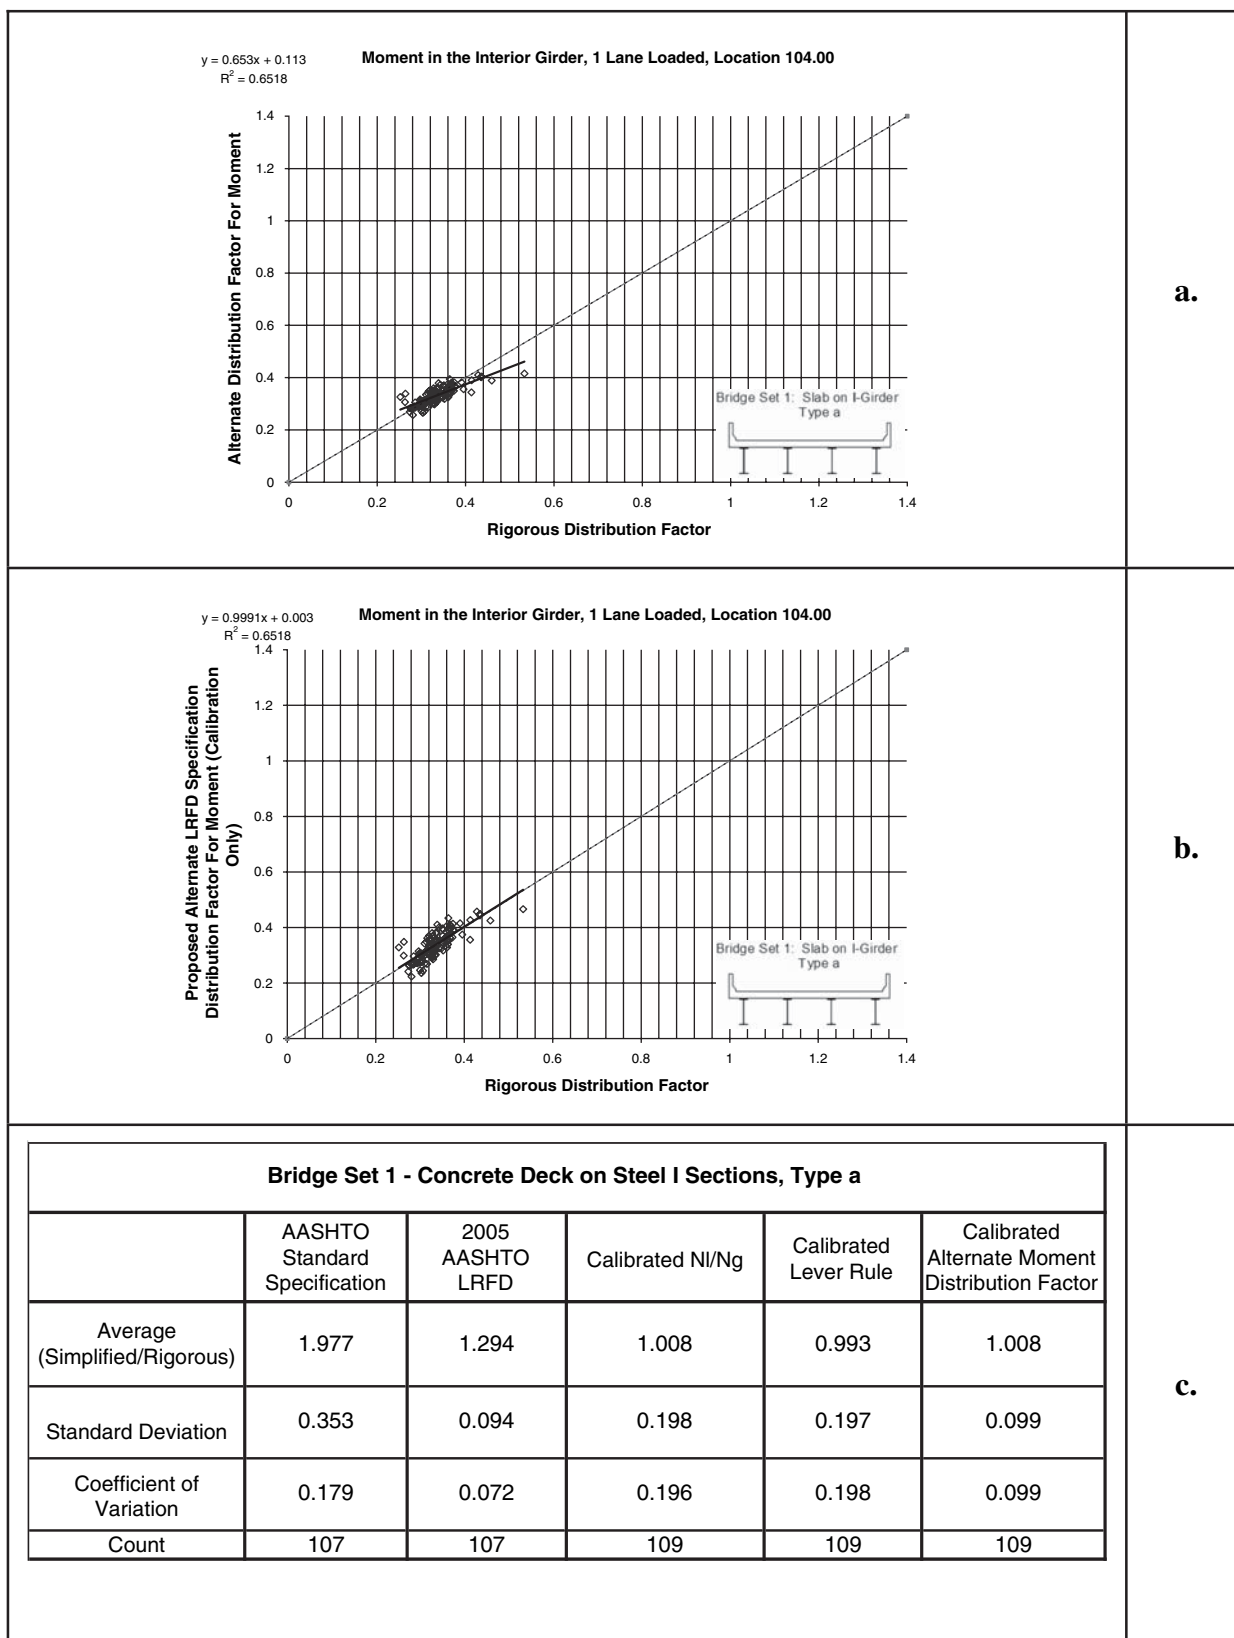 y = 0.653x + 0.113
R² = 0.6518
Moment in the Interior Girder, 1 Lane Loaded, Location 104.00
Alternate Distribution Factor For Moment
1.4
1.2
1
0.8
0.6
0.4
0.2
0
0 0.2 0.4 0.6 0.8 1 1.2 1.4
Rigorous Distribution Factor
Bridge Set 1: Slab on I-Girder
Type a
a.
y = 0.9991x + 0.003
R² = 0.6518
Moment in the Interior Girder, 1 Lane Loaded, Location 104.00
Proposed Alternate LRFD Specification
Distribution Factor For Moment (Calibration
Only)
1.4
1.2
1
0.8
0.6
0.4
0.2
0
0 0.2 0.4 0.6 0.8 1 1.2 1.4
Rigorous Distribution Factor
Bridge Set 1: Slab on I-Girder
Type a
b.
Bridge Set 1 - Concrete Deck on Steel I Sections, Type a
AASHTO
Standard
Specification
2005
AASHTO
LRFD
Calibrated Nl/Ng
Calibrated
Lever Rule
Calibrated
Alternate Moment
Distribution Factor
Average
(Simplified/Rigorous)
1.977 1.294 1.008 0.993 1.008
Standard Deviation 0.353 0.094 0.198 0.197 0.099
Coefficient of
Variation
0.179 0.072 0.196 0.198 0.099
Count 107 107 109 109 109
c.